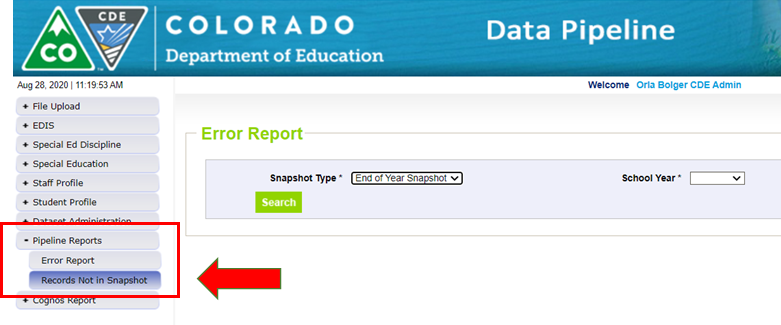 CDE
CO
COLORADO
Department of Education
Data Pipeline
Aug 28, 2020 | 11:19:53 AM
Welcome Orla Bolger CDE Admin
+ File Upload
+ EDIS
+ Special Ed Discipline
+ Special Education
+ Staff Profile
+ Student Profile
+ Dataset Administration
- Pipeline Reports
Error Report
Records Not in Snapshot
+ Cognos Report
Error Report
Snapshot Type * End of Year Snapshot
School Year *
Search